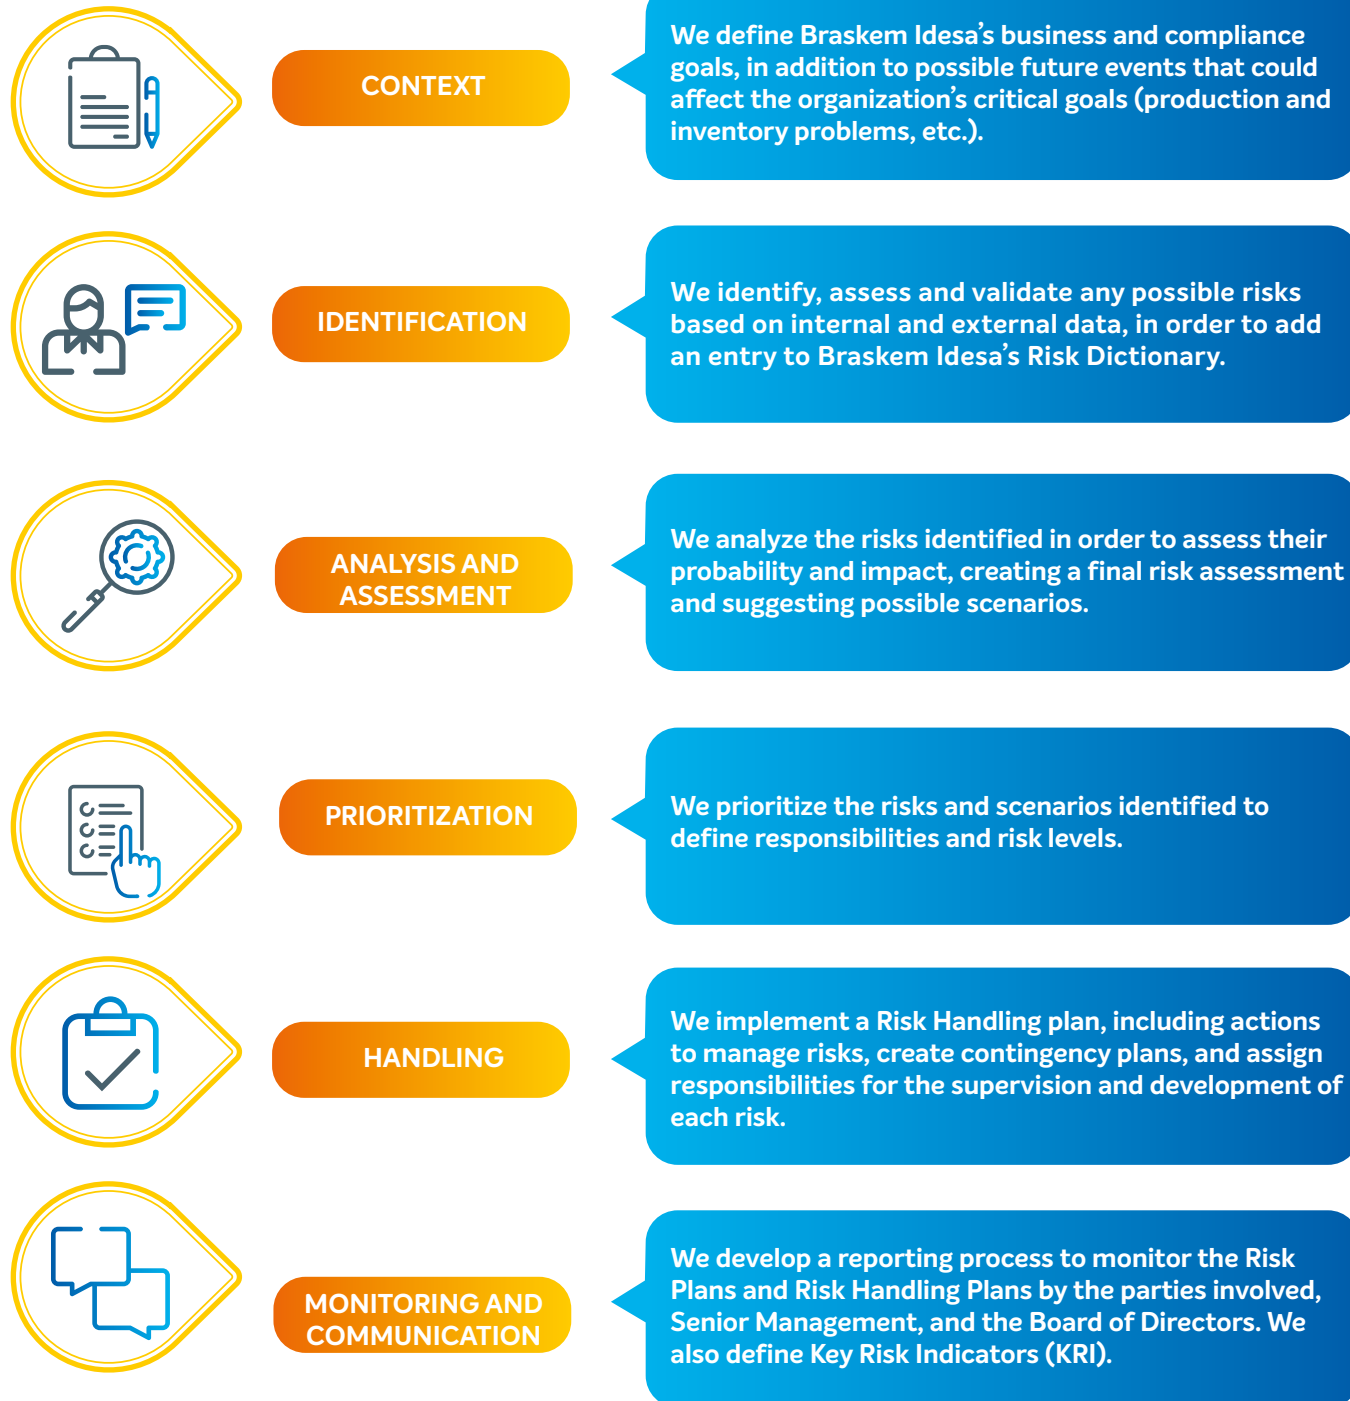 CONTEXT
We define Braskem Idesa’s business and compliance
goals, in addition to possible future events that could
affect the organization’s critical goals (production and
inventory problems, etc.).
IDENTIFICATION
We identify, assess and validate any possible risks
based on internal and external data, in order to add
an entry to Braskem Idesa’s Risk Dictionary.
ANALYSIS AND
ASSESSMENT
We analyze the risks identified in order to assess their
probability and impact, creating a final risk assessment
and suggesting possible scenarios.
PRIORITIZATION
We prioritize the risks and scenarios identified to
define responsibilities and risk levels.
HANDLING
We implement a Risk Handling plan, including actions
to manage risks, create contingency plans, and assign
responsibilities for the supervision and development of
each risk.
MONITORING AND
COMMUNICATION
We develop a reporting process to monitor the Risk
Plans and Risk Handling Plans by the parties involved,
Senior Management, and the Board of Directors. We
also define Key Risk Indicators (KRI).